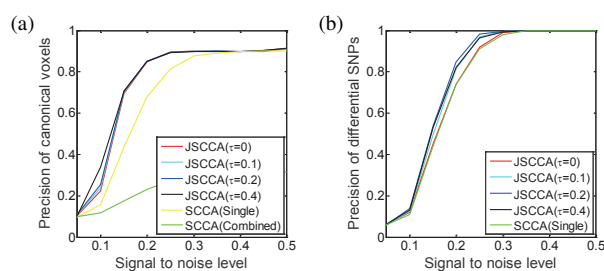 (a)
Precision of canonical voxels
1
0.8
0.6
0.4
0.2
0
0.1
0.2
0.3
0.4
0.5
Signal to noise level
JSCCA(τ=0)
JSCCA(τ=0.1)
JSCCA(τ=0.2)
JSCCA(τ=0.4)
SCCA(Single)
SCCA(Combined)
(b)
Precision of differential SNPs
1
0.8
0.6
0.4
0.2
0
0.1
0.2
0.3
0.4
0.5
Signal to noise level
JSCCA(τ=0)
JSCCA(τ=0.1)
JSCCA(τ=0.2)
JSCCA(τ=0.4)
SCCA(Single)